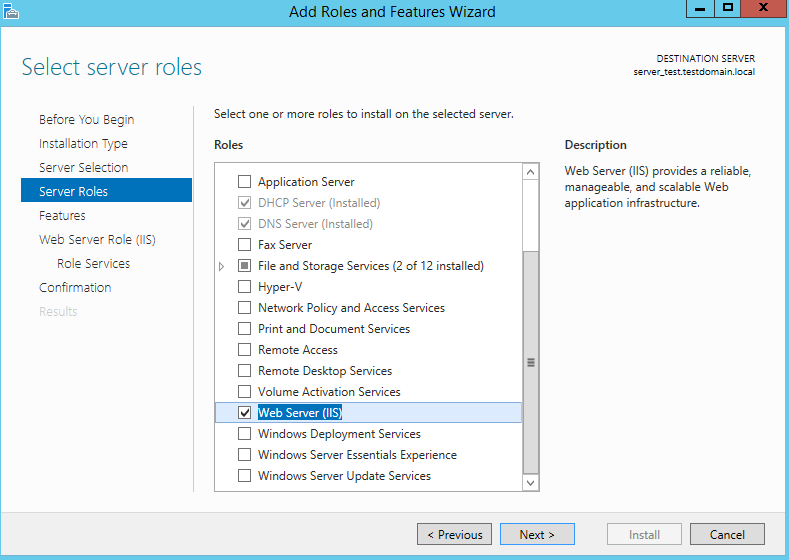 Add Roles and Features Wizard
Select server roles
DESTINATION SERVER
server_test.testdomain.local
Before You Begin
Installation Type
Server Selection
Server Roles
Features
Web Server Role (IIS)
Role Services
Confirmation
Results
Select one or more roles to install on the selected server.
Roles
Application Server
DHCP Server (Installed)
DNS Server (Installed)
Fax Server
File and Storage Services (2 of 12 installed)
Hyper-V
Network Policy and Access Services
Print and Document Services
Remote Access
Remote Desktop Services
Volume Activation Services
Web Server (IIS)
Windows Deployment Services
Windows Server Essentials Experience
Windows Server Update Services
Description
Web Server (IIS) provides a reliable,
manageable, and scalable Web
application infrastructure.
< Previous
Next >
Install
Cancel